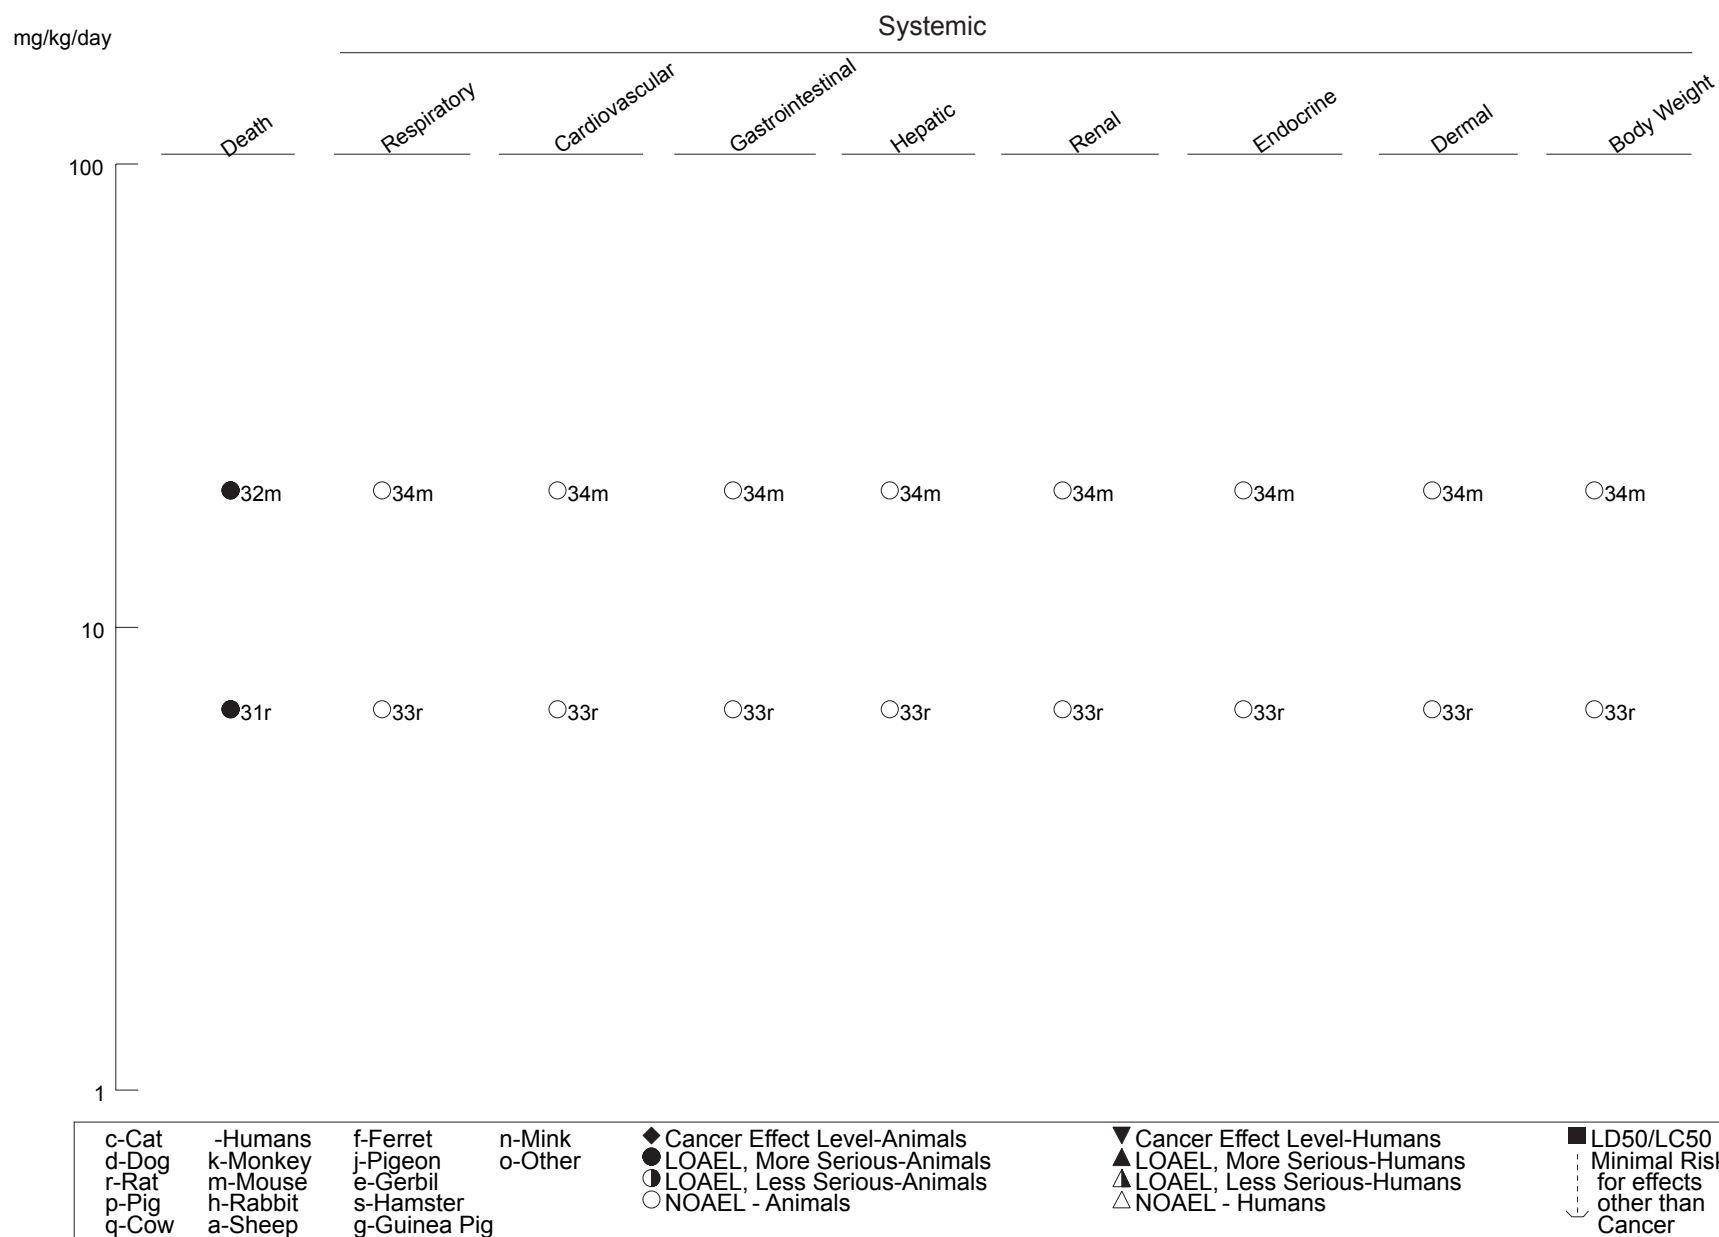 Systemic
mg/kg/day
Death Respiratory Cardiovascular Gastrointestinal Hepatic Renal Endocrine Dermal Body Weight
100
32m 34m 34m 34m 34m 34m 34m 34m 34m
10
31r 33r 33r 33r 33r 33r 33r 33r 33r
1
c-Cat -Humans f-Ferret n-Mink Cancer Effect Level-Animals Cancer Effect Level-Humans LD50/LC50
d-Dog k-Monkey j-Pigeon o-Other LOAEL, More Serious-Animals LOAEL, More Serious-Humans Minimal Risk
r-Rat m-Mouse e-Gerbil LOAEL, Less Serious-Animals LOAEL, Less Serious-Humans for effects
p-Pig h-Rabbit s-Hamster NOAEL - Animals NOAEL - Humans other than
q-Cow a-Sheep g-Guinea Pig Cancer